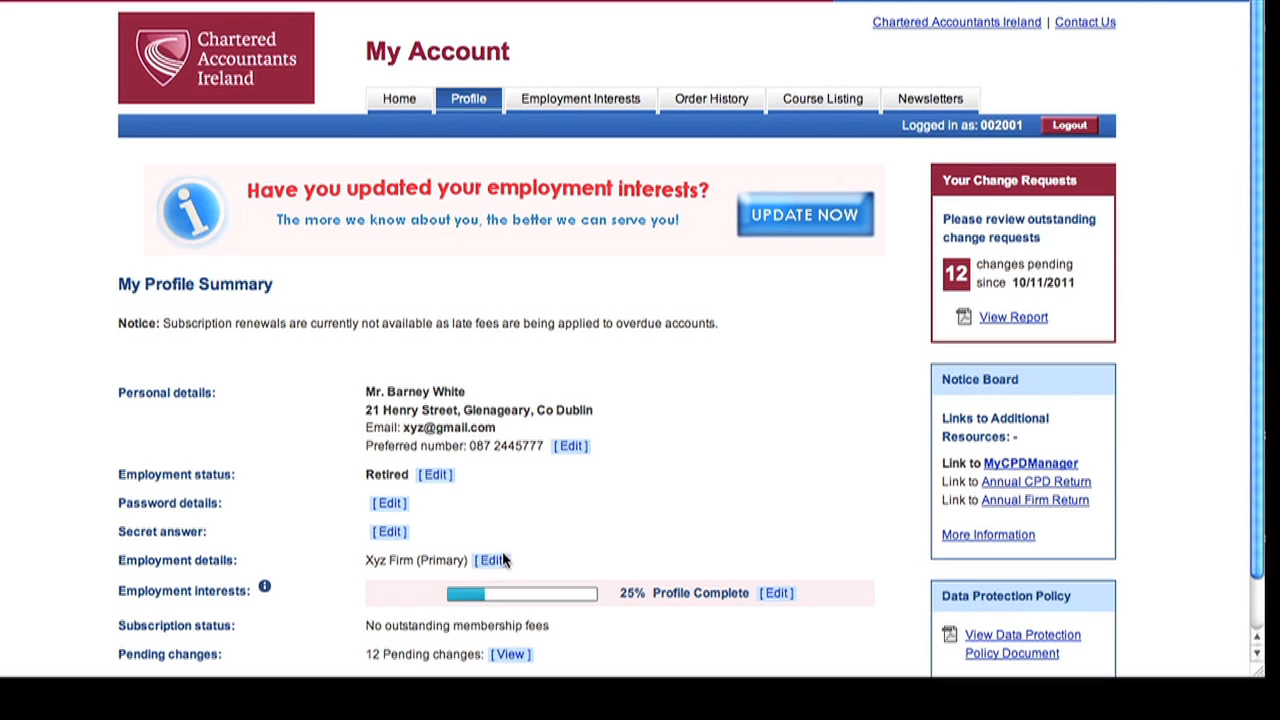 Chartered Accountants Ireland | Contact Us
Chartered
Accountants
Ireland
My Account
Home Profile Employment Interests Order History Course Listing Newsletters
Logged in as: 002001 Logout
Have you updated your employment interests?
The more we know about you, the better we can serve you!
UPDATE NOW
My Profile Summary
Notice: Subscription renewals are currently not available as late fees are being applied to overdue accounts.
Personal details: Mr. Barney White
21 Henry Street, Glenageary, Co Dublin
Email: xyz@gmail.com
Preferred number: 087 2445777 [ Edit ]
Employment status: Retired [ Edit ]
Password details: [ Edit ]
Secret answer: [ Edit ]
Employment details: Xyz Firm (Primary) [ Edit
Employment interests: 25% Profile Complete [ Edit ]
Subscription status: No outstanding membership fees
Pending changes: 12 Pending changes: [ View ]
Your Change Requests
Please review outstanding
change requests
12 changes pending
since 10/11/2011
View Report
Notice Board
Links to Additional
Resources: -
Link to MyCPDManager
Link to Annual CPD Return
Link to Annual Firm Return
More Information
Data Protection Policy
View Data Protection
Policy Document